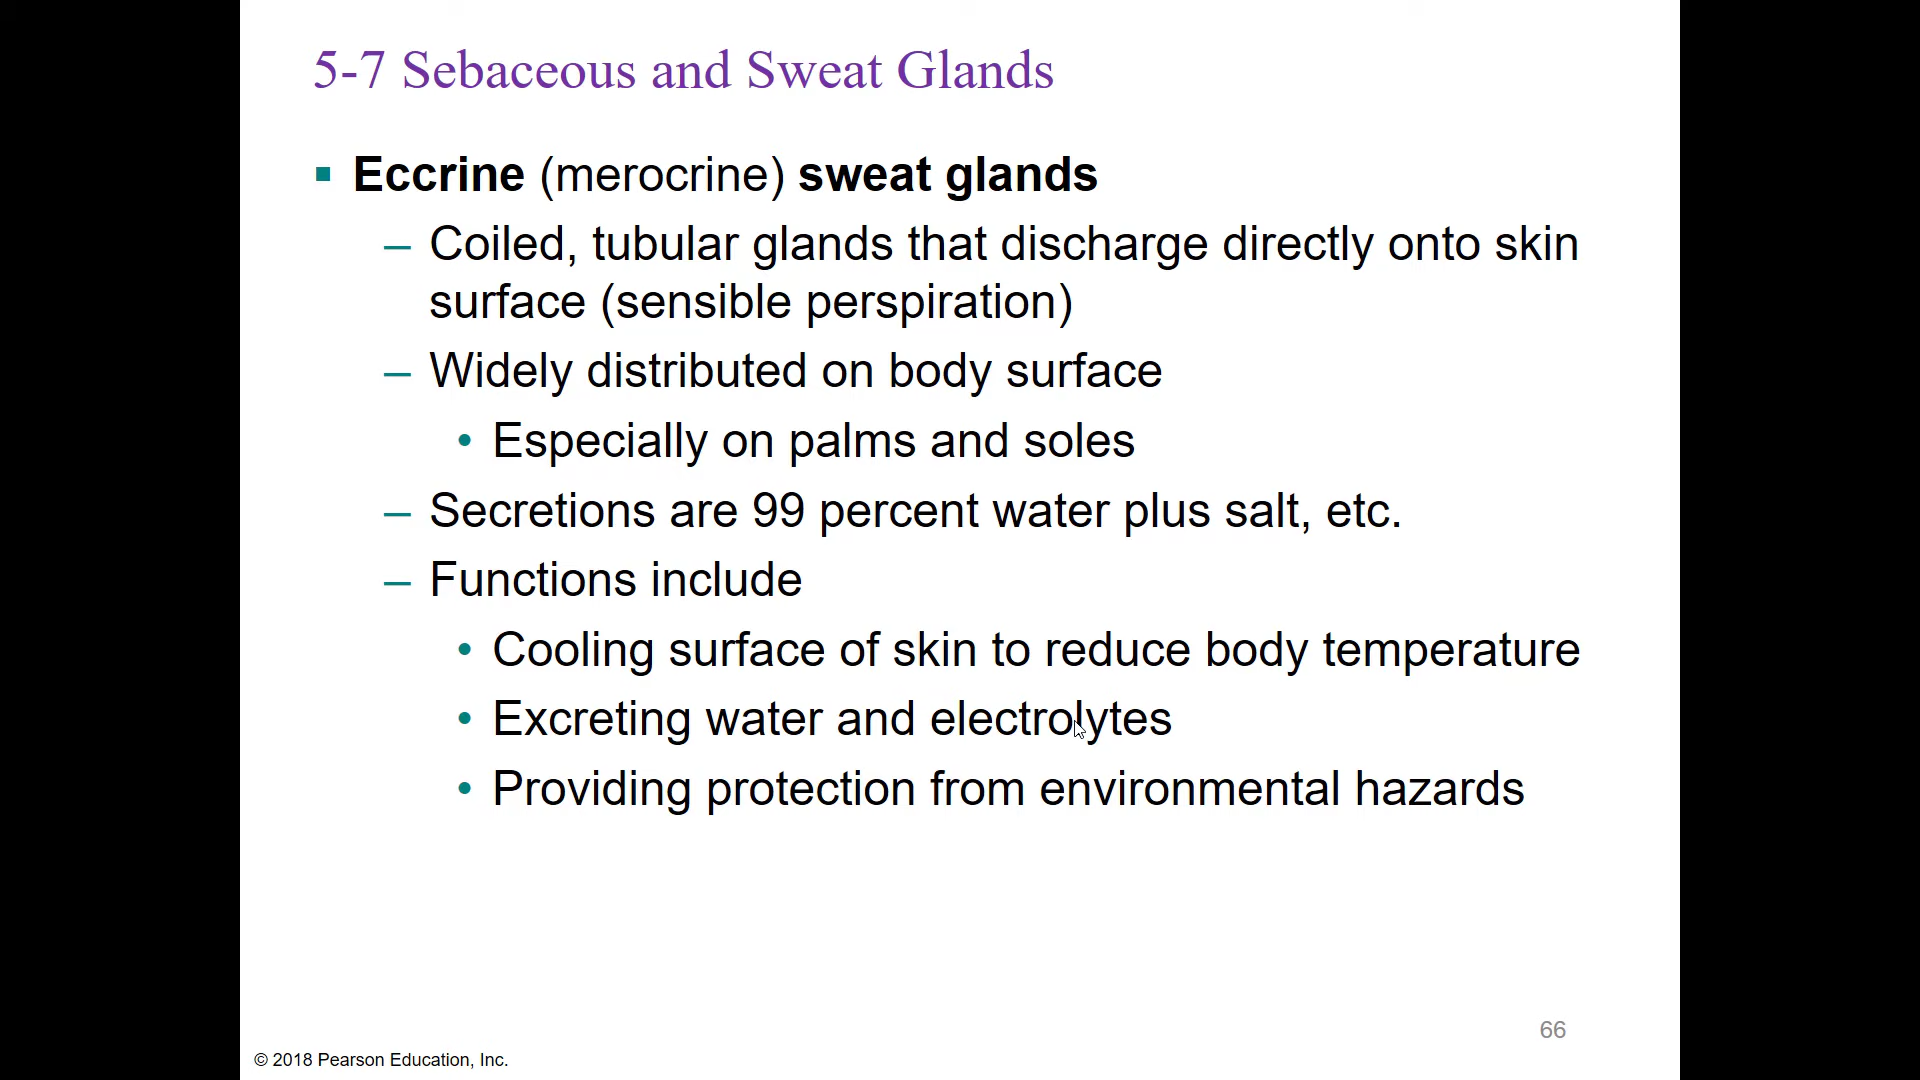 5-7 Sebaceous and Sweat Glands
▪ Eccrine (merocrine) sweat glands
– Coiled, tubular glands that discharge directly onto skin
surface (sensible perspiration)
– Widely distributed on body surface
• Especially on palms and soles
– Secretions are 99 percent water plus salt, etc.
– Functions include
• Cooling surface of skin to reduce body temperature
• Excreting water and electrolytes
• Providing protection from environmental hazards
66
© 2018 Pearson Education, Inc.